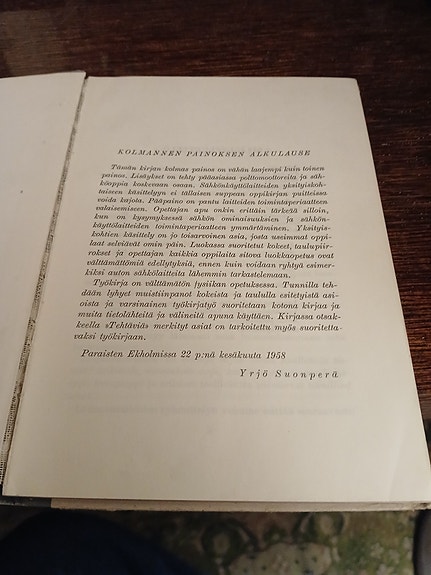 KOLMANNEN PAINOKSEN ALKULAUSE
Tämän kirjan kolmas painos on vähän laajempi kuin toinen
painos. Lisäykset on tehty pääasiassa polttomoottoreita ja säh-
köoppia koskevaan osaan. Sähkönkäyttölaitteiden yksityiskoh-
taiseen käsittelyyn ei tällaisen suppean oppikirjan puitteissa
voida kajota. Pääpaino on pantu laitteiden toimintaperiaatteen
valaisemiseen. Opettajan apu onkin erittäin tärkeä silloin,
kun on kysymyksessä sähkön ominaisuuksien ja sähkön-
käyttölaitteiden toimintaperiaatteen ymmärtäminen. Yksityis-
kohtien käsittely on jo toisarvoinen asia, josta useimmat oppi-
laat selviävät omin päin. Luokassa suoritetut kokeet, taulupiir-
rokset ja opettajan kaikkia oppilaita sitova luokkaopetus ovat
välttämättömiä edellytyksiä, ennen kuin voidaan ryhtyä esimer-
kiksi auton sähkölaitteita lähemmin tarkastelemaan.
Työkirja on välttämätön fysiikan opetuksessa. Tunnilla teh-
dään lyhyet muistiinpanot kokeista ja taululla esitetyistä asi-
oista ja varsinainen työkirjatyö suoritetaan kotona kirjaa ja
muita tietolähteitä ja välineitä apuna käyttäen. Kirjassa otsak-
keella »Tehtäviä» merkityt asiat on tarkoitettu myös suoritetta-
vaksi työkirjaan.
Paraisten Ekholmissa 22 p:nä kesäkuuta 1958
Yrjö Suonperä